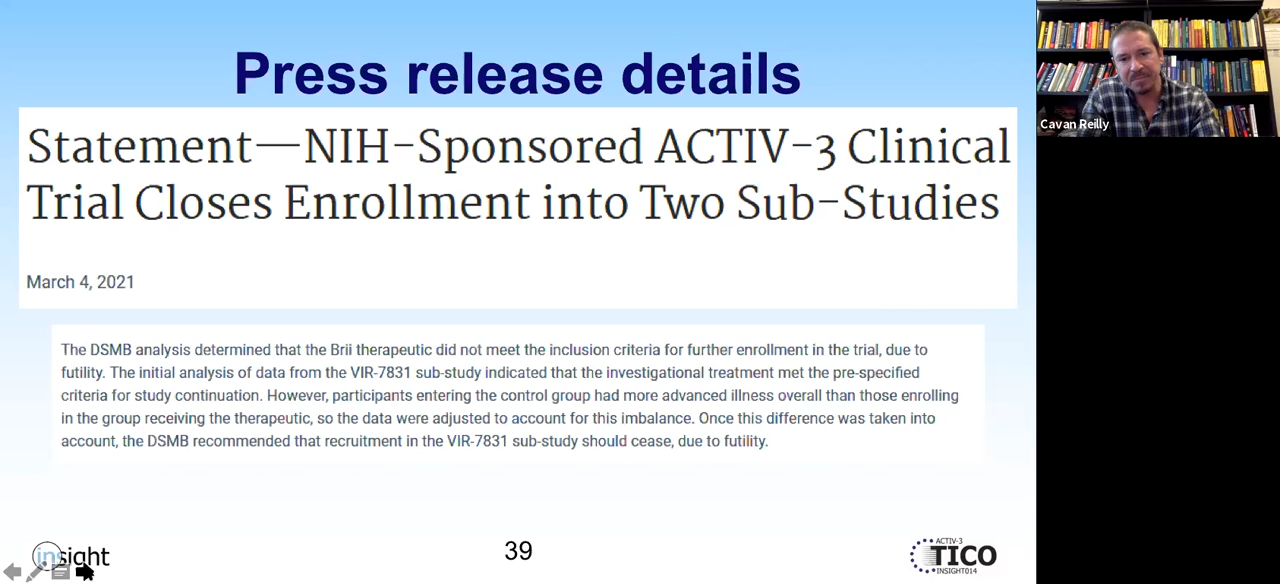 Press release details
Statement—NIH-Sponsored ACTIV-3 Clinical
Trial Closes Enrollment into Two Sub-Studies
March 4, 2021
The DSMB analysis determined that the Brii therapeutic did not meet the inclusion criteria for further enrollment in the trial, due to
futility. The initial analysis of data from the VIR-7831 sub-study indicated that the investigational treatment met the pre-specified
criteria for study continuation. However, participants entering the control group had more advanced illness overall than those enrolling
in the group receiving the therapeutic, so the data were adjusted to account for this imbalance. Once this difference was taken into
account, the DSMB recommended that recruitment in the VIR-7831 sub-study should cease, due to futility.
insight
39
ACTIV-3
TICO
INSIGHT014
Cavan Reilly